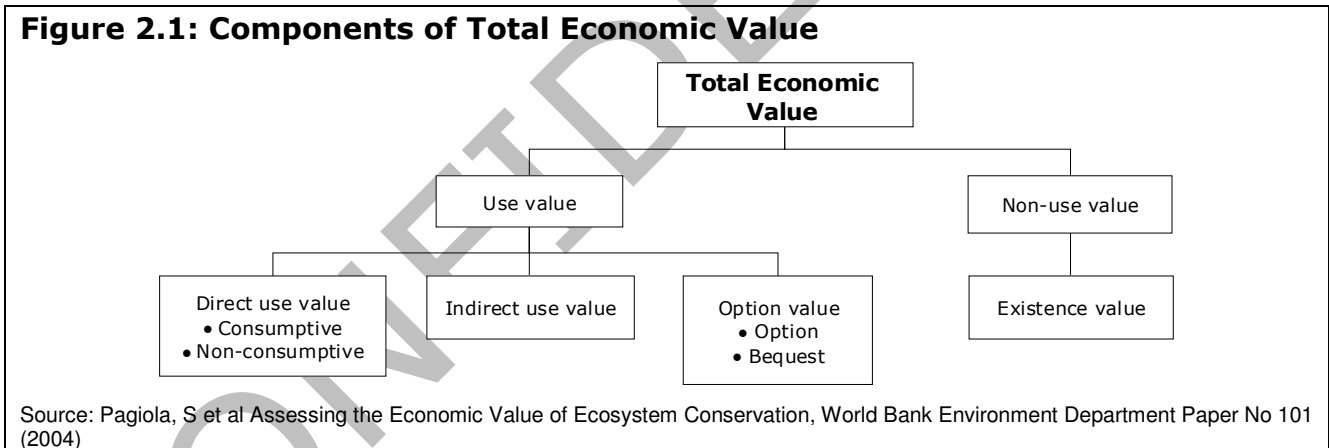 Figure 2.1: Components of Total Economic Value
Total Economic
Value
Use value
Non-use value
Direct use value
• Consumptive
• Non-consumptive
Indirect use value
Option value
• Option
• Bequest
Existence value
Source: Pagiola, S et al Assessing the Economic Value of Ecosystem Conservation, World Bank Environment Department Paper No 101
(2004)